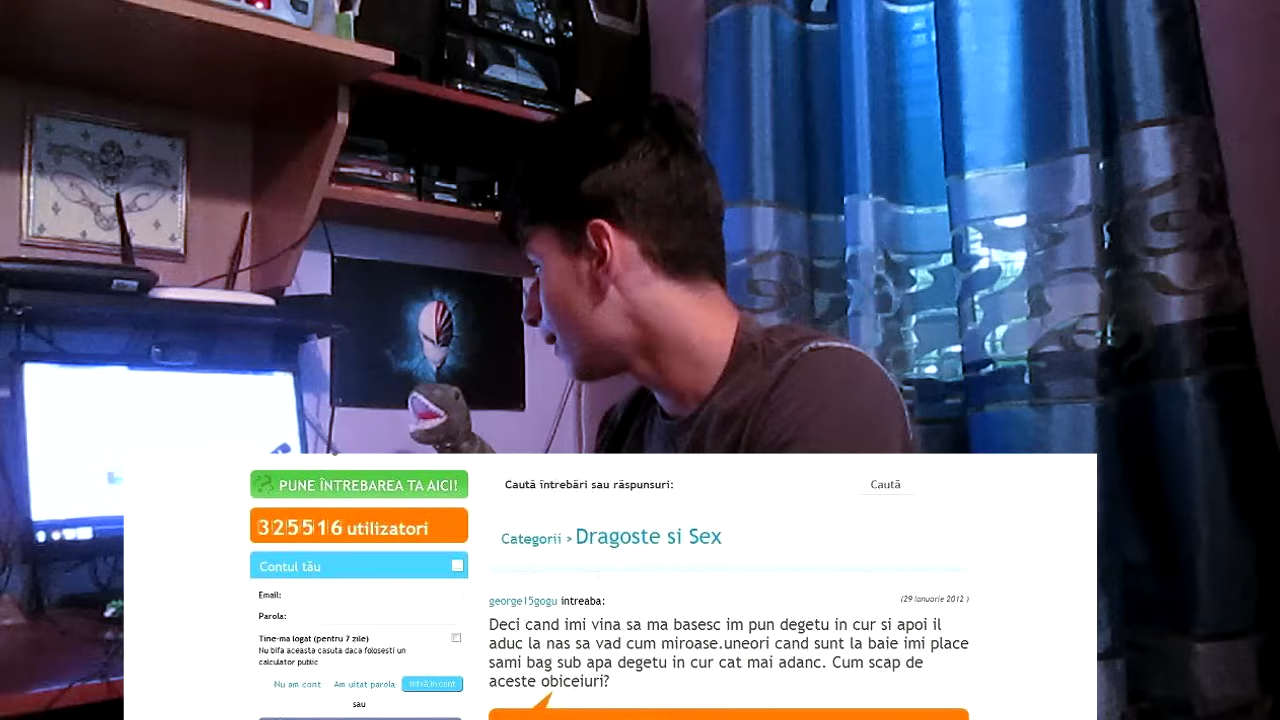 PUNE ÎNTREBAREA TA AICI!
Caută întrebări sau răspunsuri:
Caută
325516 utilizatori
Categorii > Dragoste si Sex
Contul tău
Email:
Parola:
Tine-ma logat (pentru 7 zile)
Nu bifa aceasta casuta daca folosesti un
calculator public
Nu am cont
Am uitat parola
Intră în cont
sau
george15gogu intreaba:
(29 Ianuarie 2012 )
Deci cand imi vina sa ma basesc im pun degetu in cur si apoi il
aduc la nas sa vad cum miroase.uneori cand sunt la baie imi place
sami bag sub apa degetu in cur cat mai adanc. Cum scap de
aceste obiceiuri?